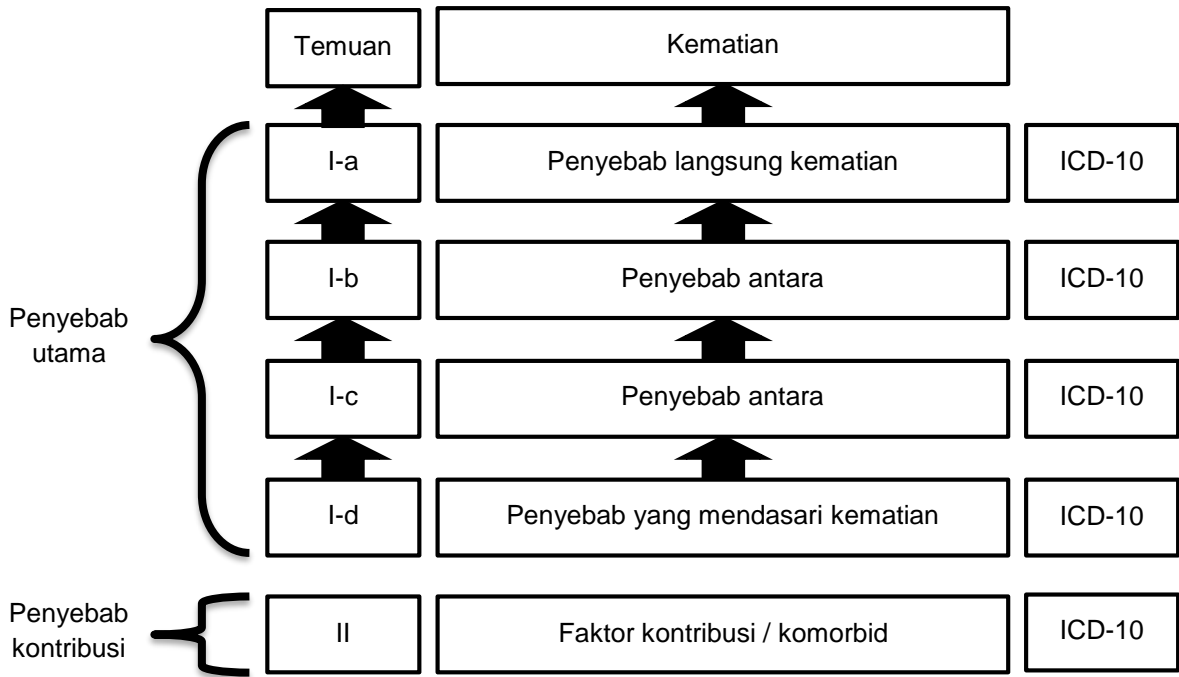 Temuan
Kematian
I-a
Penyebab langsung kematian
ICD-10
I-b
Penyebab antara
ICD-10
Penyebab
utama
I-c
Penyebab antara
ICD-10
I-d
Penyebab yang mendasari kematian
ICD-10
Penyebab
kontribusi
II
Faktor kontribusi / komorbid
ICD-10